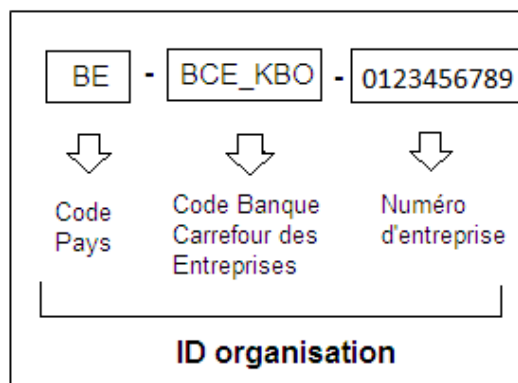 BE - BCE_KBO - 0123456789
Code Pays
Code Banque Carrefour des Entreprises
Numéro d'entreprise
ID organisation